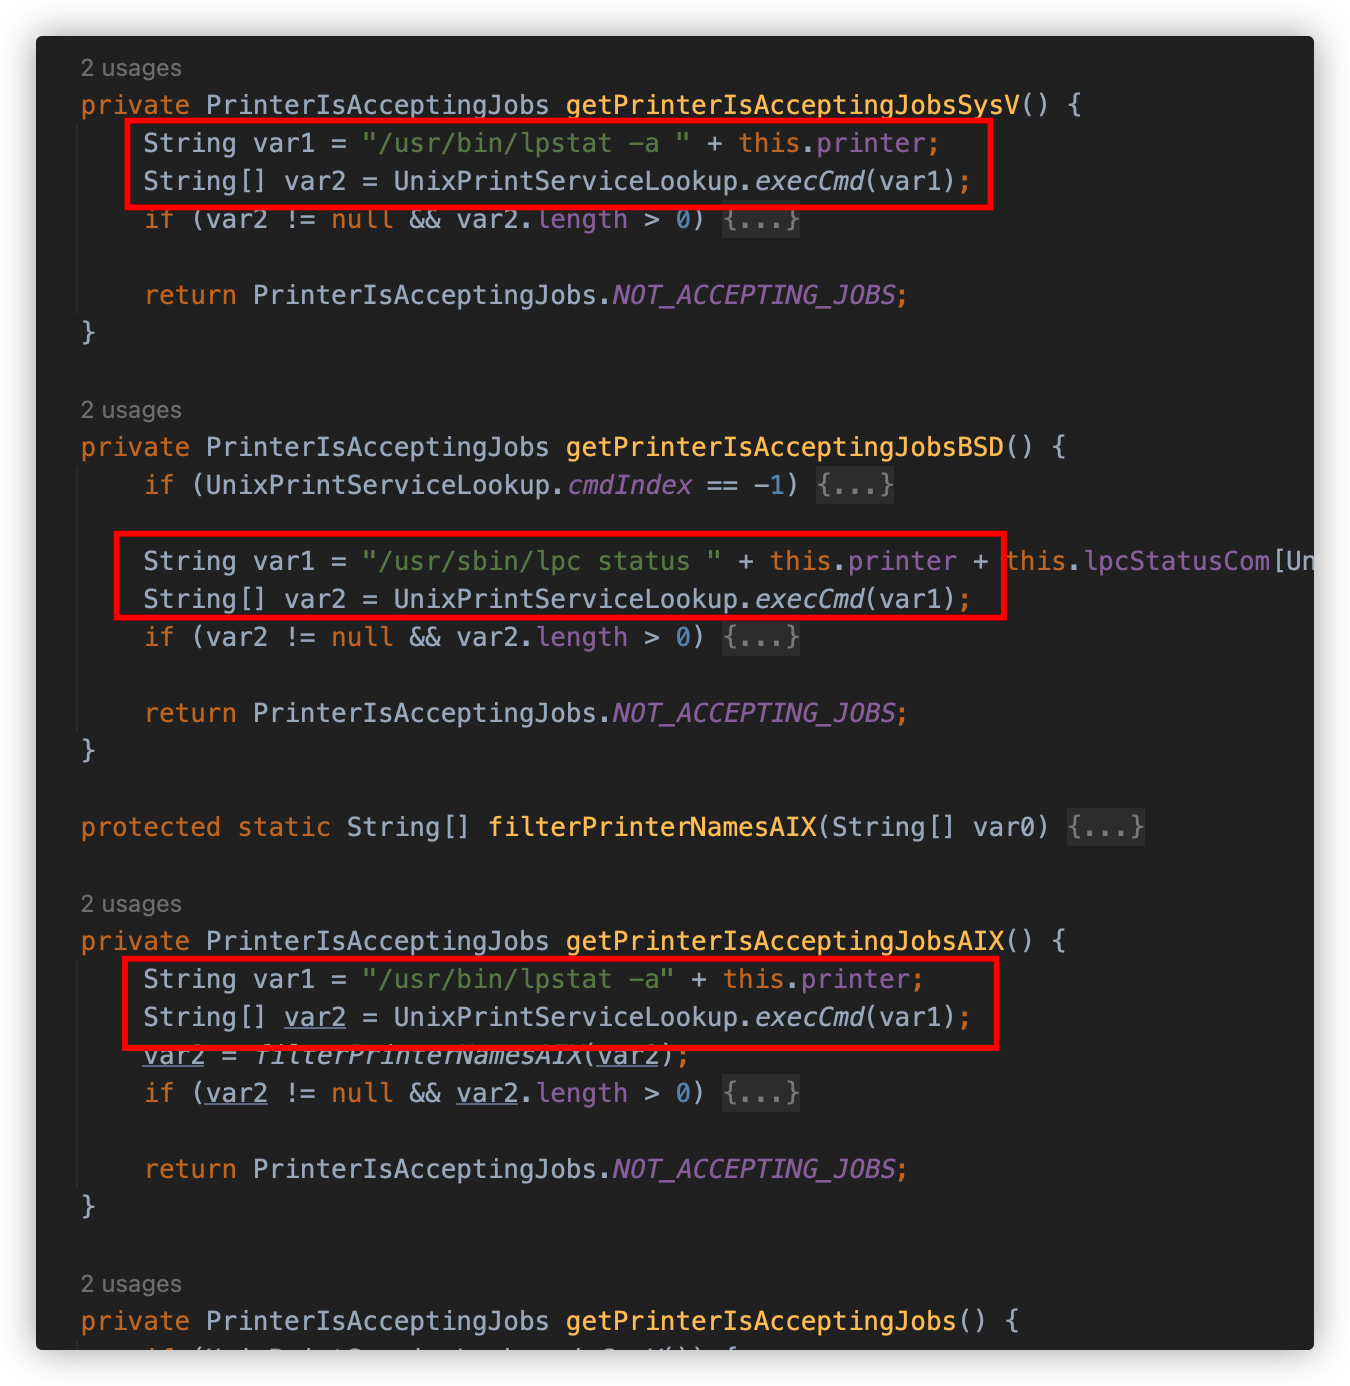 2 usages
private PrinterIsAcceptingJobs getPrinterIsAcceptingJobsSysV() {
String var1 = "/usr/bin/lpstat -a " + this.printer;
String[] var2 = UnixPrintServiceLookup.execCmd(var1);
if (var2 != null && var2.length > 0) {...}
return PrinterIsAcceptingJobs.NOT_ACCEPTING_JOBS;
}
2 usages
private PrinterIsAcceptingJobs getPrinterIsAcceptingJobsBSD() {
if (UnixPrintServiceLookup.cmdIndex == -1) {...}
String var1 = "/usr/sbin/lpc status " + this.printer + this.lpcStatusCom[Un
String[] var2 = UnixPrintServiceLookup.execCmd(var1);
if (var2 != null && var2.length > 0) {...}
return PrinterIsAcceptingJobs.NOT_ACCEPTING_JOBS;
}
protected static String[] filterPrinterNamesAIX(String[] var0) {...}
2 usages
private PrinterIsAcceptingJobs getPrinterIsAcceptingJobsAIX() {
String var1 = "/usr/bin/lpstat -a" + this.printer;
String[] var2 = UnixPrintServiceLookup.execCmd(var1);
var2 = filterPrinterNamesAIX(var2);
if (var2 != null && var2.length > 0) {...}
return PrinterIsAcceptingJobs.NOT_ACCEPTING_JOBS;
}
2 usages
private PrinterIsAcceptingJobs getPrinterIsAcceptingJobs() {